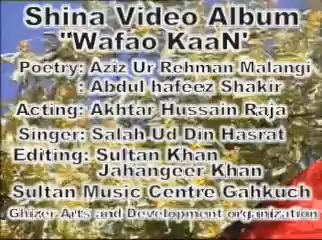 Shina Video Album
"Wafao KaaN'
Poetry: Aziz Ur Rehman Malangi
: Abdul hafeez Shakir
Acting: Akhtar Hussain Raja
Singer: Salah Ud Din Hasrat
Editing: Sultan Khan
Jahangeer Khan
Sultan Music Centre Gahkuch
Ghizer Arts and Development organization